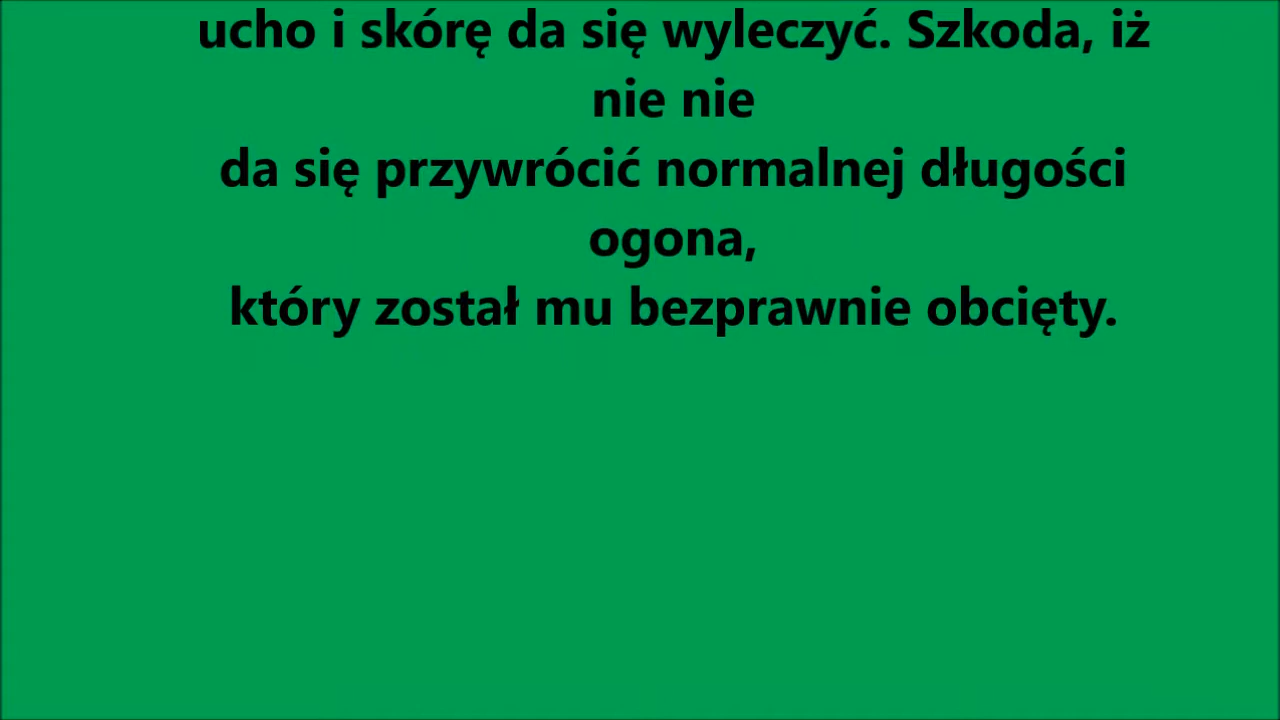 ucho i skórę da się wyleczyć. Szkoda, iż
nie nie
da się przywrócić normalnej długości
ogona,
który został mu bezprawnie obcięty.